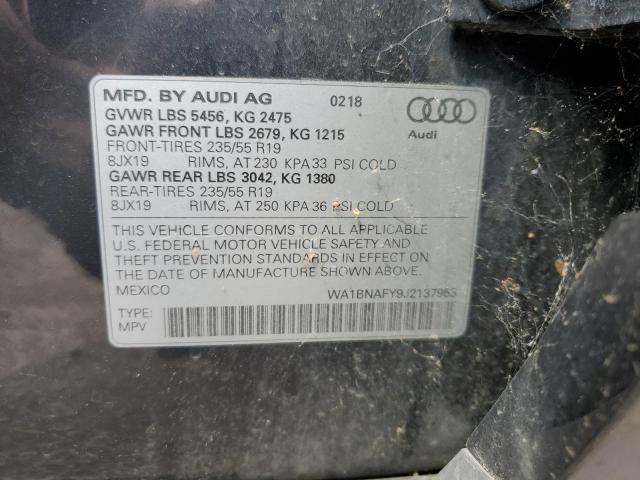 MFD. BY AUDI AG 0218
GVWR LBS 5456, KG 2475
GAWR FRONT LBS 2679, KG 1215
Audi
FRONT-TIRES 235/55 R19
8JX19 RIMS, AT 230 KPA 33 PSI COLD
GAWR REAR LBS 3042, KG 1380
REAR-TIRES 235/55 R19
8JX19 RIMS, AT 250 KPA 36 PSI COLD
THIS VEHICLE CONFORMS TO ALL APPLICABLE
U.S. FEDERAL MOTOR VEHICLE SAFETY AND
THEFT PREVENTION STANDARDS IN EFFECT ON
THE DATE OF MANUFACTURE SHOWN ABOVE.
MEXICO WA1BNAFY9J2137953
TYPE:
MPV